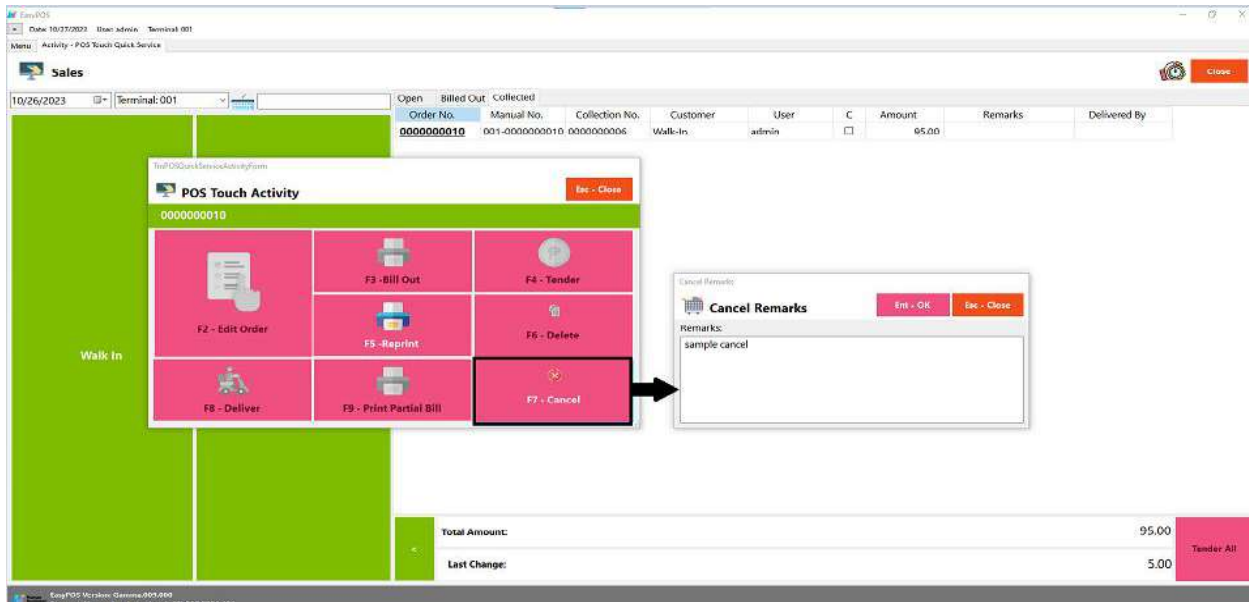 EasyPOS
Date: 10/27/2023 User: admin Terminal: 001
Menu Activity - POS Touch Quick Service
Sales
Close
10/26/2023 Terminal: 001
Open Billed Out Collected
Order No. Manual No. Collection No. Customer User C Amount Remarks Delivered By
0000000010 001-0000000010 0000000006 Walk-In admin 95.00
Walk In
TrnPOSQuickServiceActivityForm
POS Touch Activity
Esc - Close
0000000010
F2 - Edit Order
F3 -Bill Out
F4 - Tender
F5 -Reprint
F6 - Delete
F8 - Deliver
F9 - Print Partial Bill
F7 - Cancel
Cancel Remarks
Cancel Remarks
Ent - OK
Esc - Close
Remarks:
sample cancel
<
Total Amount: 95.00
Last Change: 5.00
Tender All
EasyPOS Version: Gamma.009.000